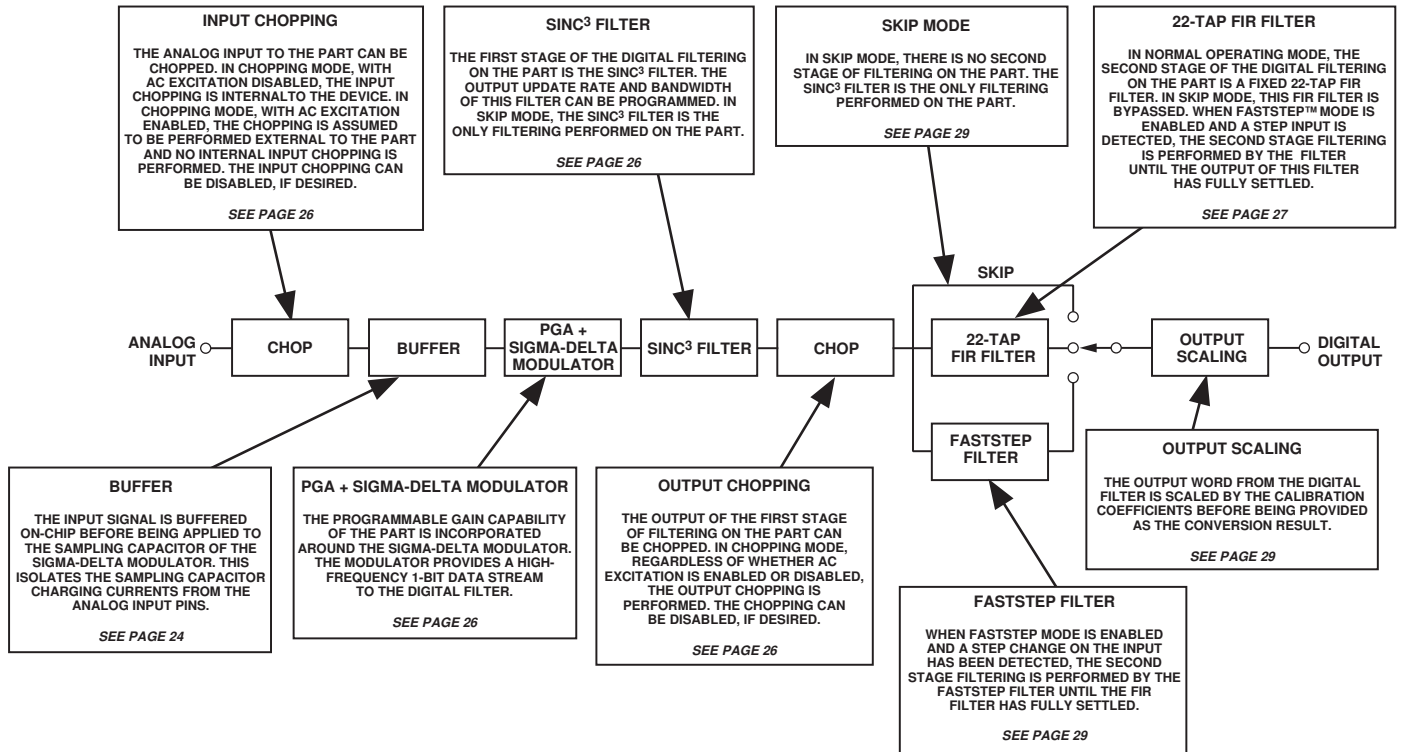 INPUT CHOPPING
THE ANALOG INPUT TO THE PART CAN BE
CHOPPED. IN CHOPPING MODE, WITH
AC EXCITATION DISABLED, THE INPUT
CHOPPING IS INTERNALTO THE DEVICE. IN
CHOPPING MODE, WITH AC EXCITATION
ENABLED, THE CHOPPING IS ASSUMED
TO BE PERFORMED EXTERNAL TO THE PART
AND NO INTERNAL INPUT CHOPPING IS
PERFORMED. THE INPUT CHOPPING CAN
BE DISABLED, IF DESIRED.
SEE PAGE 26
SINC³ FILTER
THE FIRST STAGE OF THE DIGITAL FILTERING
ON THE PART IS THE SINC³ FILTER. THE
OUTPUT UPDATE RATE AND BANDWIDTH
OF THIS FILTER CAN BE PROGRAMMED. IN
SKIP MODE, THE SINC³ FILTER IS THE
ONLY FILTERING PERFORMED ON THE PART.
SEE PAGE 26
SKIP MODE
IN SKIP MODE, THERE IS NO SECOND
STAGE OF FILTERING ON THE PART. THE
SINC³ FILTER IS THE ONLY FILTERING
PERFORMED ON THE PART.
SEE PAGE 29
22-TAP FIR FILTER
IN NORMAL OPERATING MODE, THE
SECOND STAGE OF THE DIGITAL FILTERING
ON THE PART IS A FIXED 22-TAP FIR
FILTER. IN SKIP MODE, THIS FIR FILTER IS
BYPASSED. WHEN FASTSTEP™ MODE IS
ENABLED AND A STEP INPUT IS
DETECTED, THE SECOND STAGE FILTERING
IS PERFORMED BY THE FILTER
UNTIL THE OUTPUT OF THIS FILTER
HAS FULLY SETTLED.
SEE PAGE 27
SKIP
ANALOG
INPUT
CHOP
BUFFER
PGA +
SIGMA-DELTA
MODULATOR
SINC³ FILTER
CHOP
22-TAP
FIR FILTER
OUTPUT
SCALING
DIGITAL
OUTPUT
FASTSTEP
FILTER
BUFFER
THE INPUT SIGNAL IS BUFFERED
ON-CHIP BEFORE BEING APPLIED TO
THE SAMPLING CAPACITOR OF THE
SIGMA-DELTA MODULATOR. THIS
ISOLATES THE SAMPLING CAPACITOR
CHARGING CURRENTS FROM THE
ANALOG INPUT PINS.
SEE PAGE 24
PGA + SIGMA-DELTA MODULATOR
THE PROGRAMMABLE GAIN CAPABILITY
OF THE PART IS INCORPORATED
AROUND THE SIGMA-DELTA MODULATOR.
THE MODULATOR PROVIDES A HIGH-
FREQUENCY 1-BIT DATA STREAM
TO THE DIGITAL FILTER.
SEE PAGE 26
OUTPUT CHOPPING
THE OUTPUT OF THE FIRST STAGE
OF FILTERING ON THE PART CAN
BE CHOPPED. IN CHOPPING MODE,
REGARDLESS OF WHETHER AC
EXCITATION IS ENABLED OR DISABLED,
THE OUTPUT CHOPPING IS
PERFORMED. THE CHOPPING CAN
BE DISABLED, IF DESIRED.
SEE PAGE 26
OUTPUT SCALING
THE OUTPUT WORD FROM THE DIGITAL
FILTER IS SCALED BY THE CALIBRATION
COEFFICIENTS BEFORE BEING PROVIDED
AS THE CONVERSION RESULT.
SEE PAGE 29
FASTSTEP FILTER
WHEN FASTSTEP MODE IS ENABLED
AND A STEP CHANGE ON THE INPUT
HAS BEEN DETECTED, THE SECOND
STAGE FILTERING IS PERFORMED BY THE
FASTSTEP FILTER UNTIL THE FIR
FILTER HAS FULLY SETTLED.
SEE PAGE 29